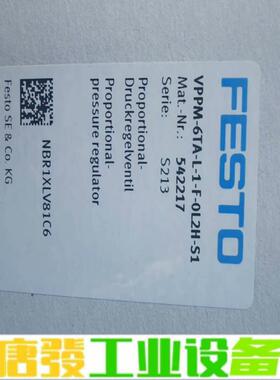 FESTO
VPPM-6TA-L-1-F-0L2H-S1
Mat.-Nr.: 542217
Serie: S213
Proportional-
Druckregelventil
Proportional-
pressure regulator
NBR1XLV81C6
Festo SE & Co. KG
唐發工业设备